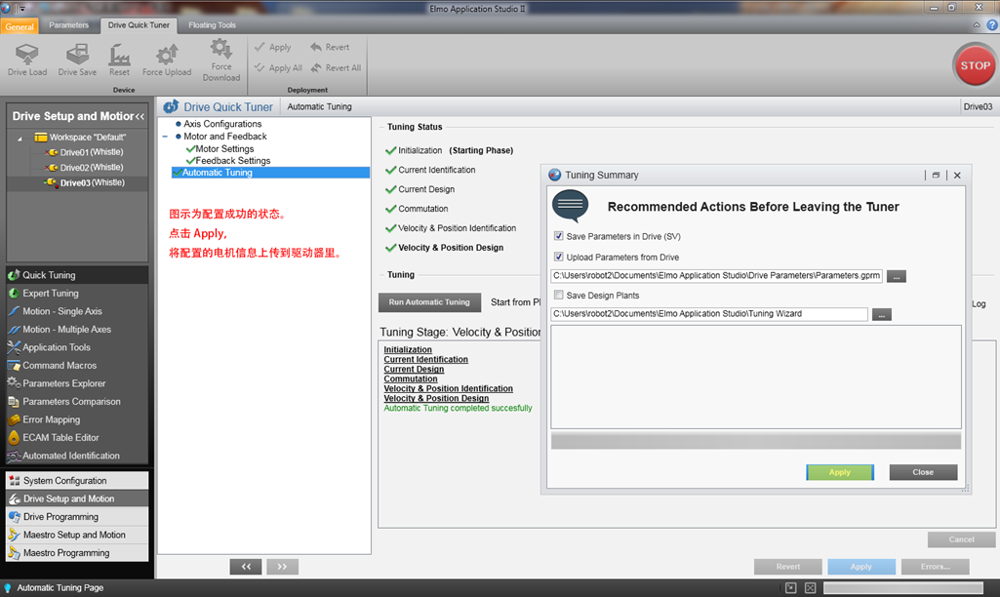 Elmo Application Studio II
General
Parameters
Drive Quick Tuner
Floating Tools
Drive Load
Drive Save
Reset
Force Upload
Force
Download
Apply
Revert
Apply All
Revert All
Device
Deployment
STOP
Drive Setup and Motion<<
Workspace "Default"
Drive01(Whistle)
Drive02(Whistle)
Drive03(Whistle)
Quick Tuning
Expert Tuning
Motion - Single Axis
Motion - Multiple Axes
Application Tools
Command Macros
Parameters Explorer
Parameters Comparison
Error Mapping
ECAM Table Editor
Automated Identification
System Configuration
Drive Setup and Motion
Drive Programming
Maestro Setup and Motion
Maestro Programming
Drive Quick Tuner
Automatic Tuning
Drive03
Axis Configurations
Motor and Feedback
Motor Settings
Feedback Settings
Automatic Tuning
图示为配置成功的状态。
点击 Apply,
将配置的电机信息上传到驱动器里。
Tuning Status
Initialization (Starting Phase)
Current Identification
Current Design
Commutation
Velocity & Position Identification
Velocity & Position Design
Tuning
Run Automatic Tuning
Start from Pl
Log
Tuning Stage: Velocity & Position
Initialization
Current Identification
Current Design
Commutation
Velocity & Position Identification
Velocity & Position Design
Automatic Tuning completed succesfully
Tuning Summary
Recommended Actions Before Leaving the Tuner
Save Parameters in Drive (SV)
Upload Parameters from Drive
C:\Users\robot2\Documents\Elmo Application Studio\Drive Parameters\Parameters.gprm
...
Save Design Plants
C:\Users\robot2\Documents\Elmo Application Studio\Tuning Wizard
...
Apply
Close
Cancel
<<
>>
Revert
Apply
Errors...
Automatic Tuning Page